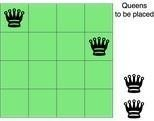 Queens
to be placed